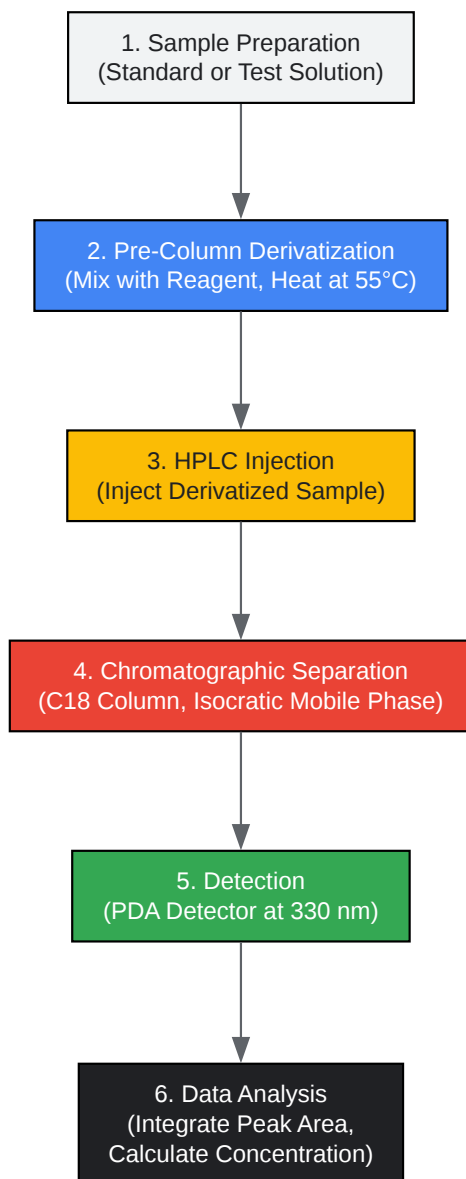 1. Sample Preparation
(Standard or Test Solution)
2. Pre-Column Derivatization
(Mix with Reagent, Heat at 55°C)
3. HPLC Injection
(Inject Derivatized Sample)
4. Chromatographic Separation
(C18 Column, Isocratic Mobile Phase)
5. Detection
(PDA Detector at 330 nm)
6. Data Analysis
(Integrate Peak Area,
Calculate Concentration)